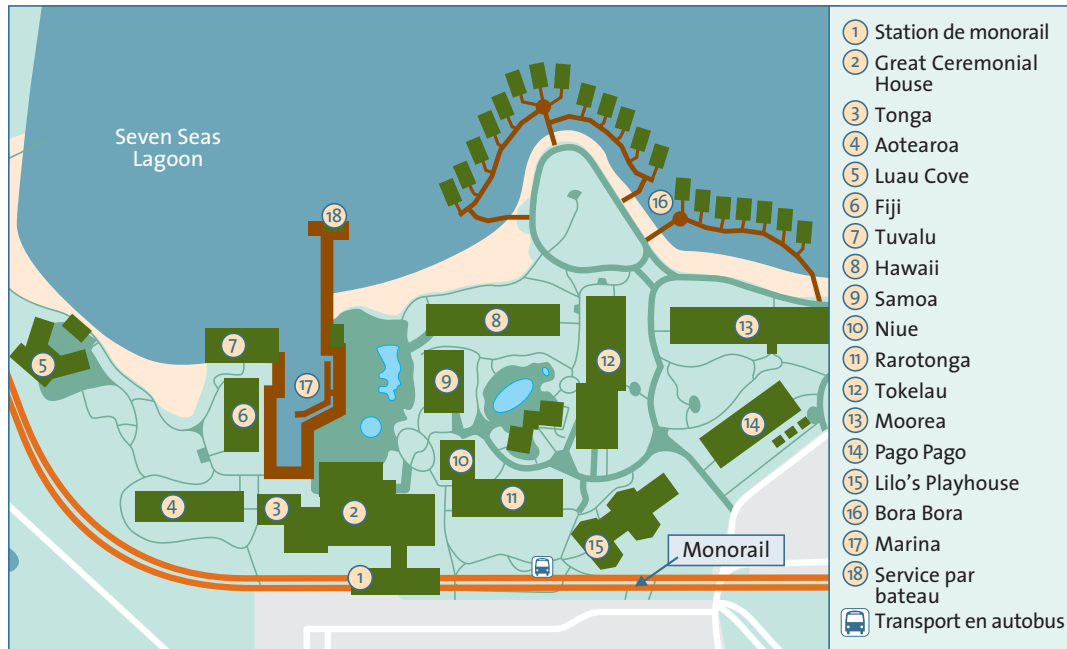 Seven Seas
Lagoon
18
16
8
13
7
12
5
17
9
6
14
10
4
3
2
11
15
1
Monorail
1 Station de monorail
2 Great Ceremonial
House
3 Tonga
4 Aotearoa
5 Luau Cove
6 Fiji
7 Tuvalu
8 Hawaii
9 Samoa
10 Niue
11 Rarotonga
12 Tokelau
13 Moorea
14 Pago Pago
15 Lilo’s Playhouse
16 Bora Bora
17 Marina
18 Service par
bateau
Transport en autobus